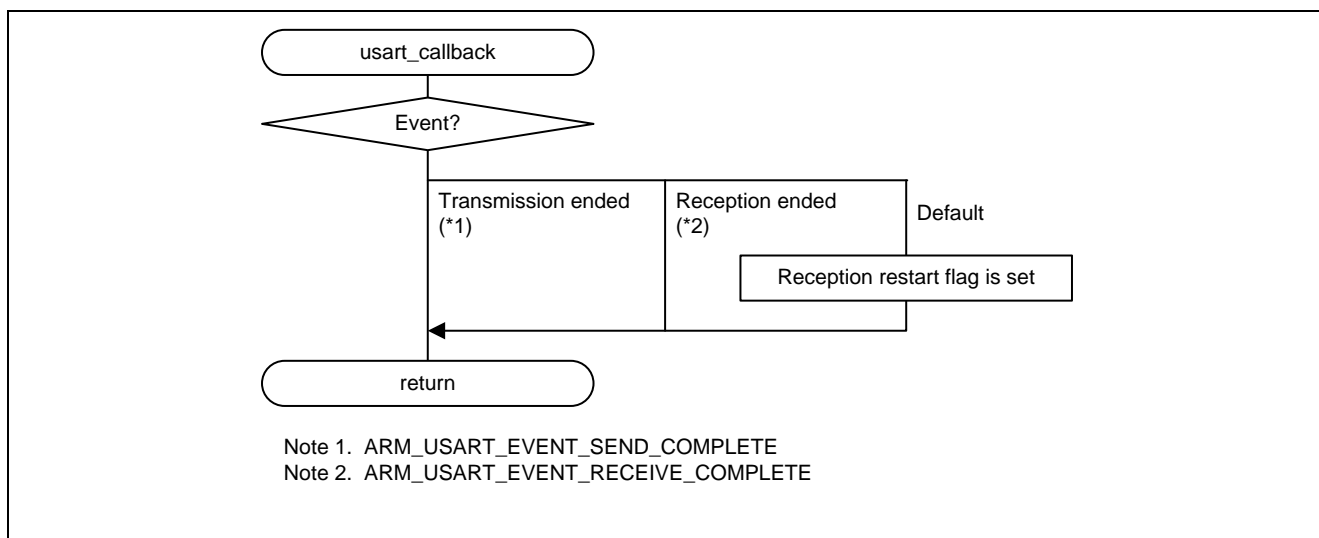 usart_callback
Event?
Transmission ended
(*1)
Reception ended
(*2)
Default
Reception restart flag is set
return
Note 1. ARM_USART_EVENT_SEND_COMPLETE
Note 2. ARM_USART_EVENT_RECEIVE_COMPLETE